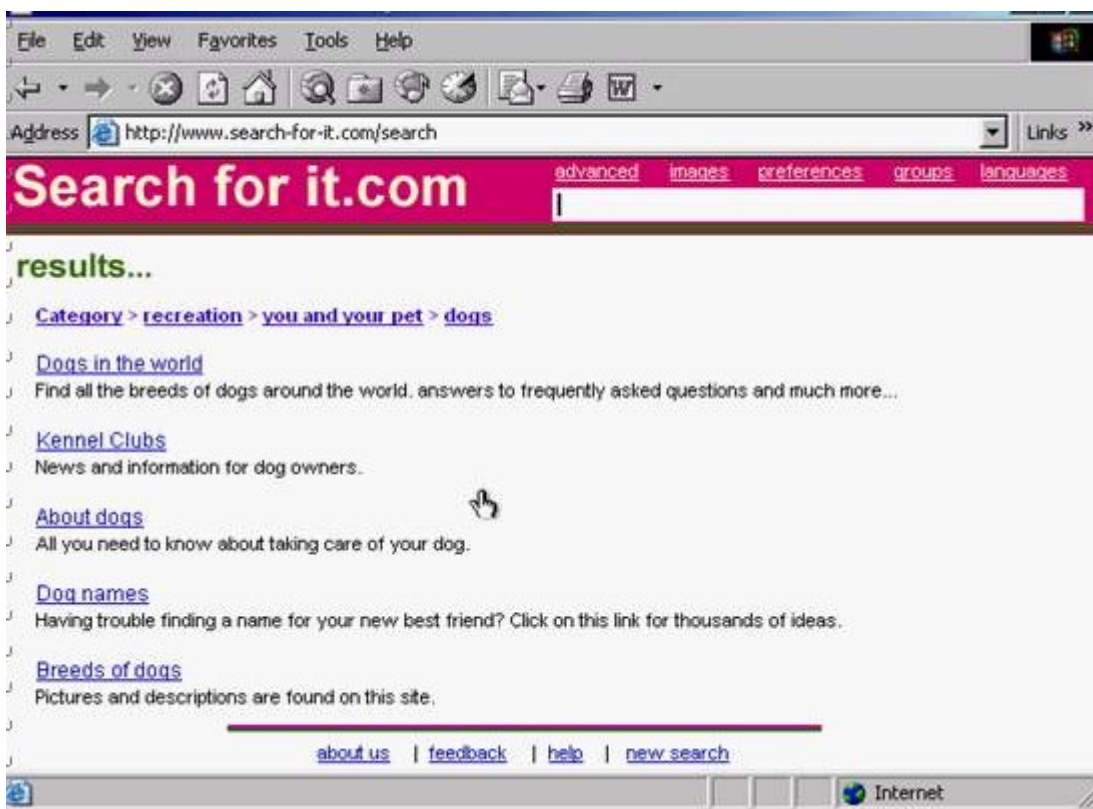 File Edit View Favorites Tools Help
Address http://www.search-for-it.com/search Links »
advanced images preferences groups languages
Search for it.com
results...
Category > recreation > you and your pet > dogs
Dogs in the world
Find all the breeds of dogs around the world. answers to frequently asked questions and much more...
Kennel Clubs
News and information for dog owners.
About dogs
All you need to know about taking care of your dog.
Dog names
Having trouble finding a name for your new best friend? Click on this link for thousands of ideas.
Breeds of dogs
Pictures and descriptions are found on this site.
about us | feedback | help | new search
Internet